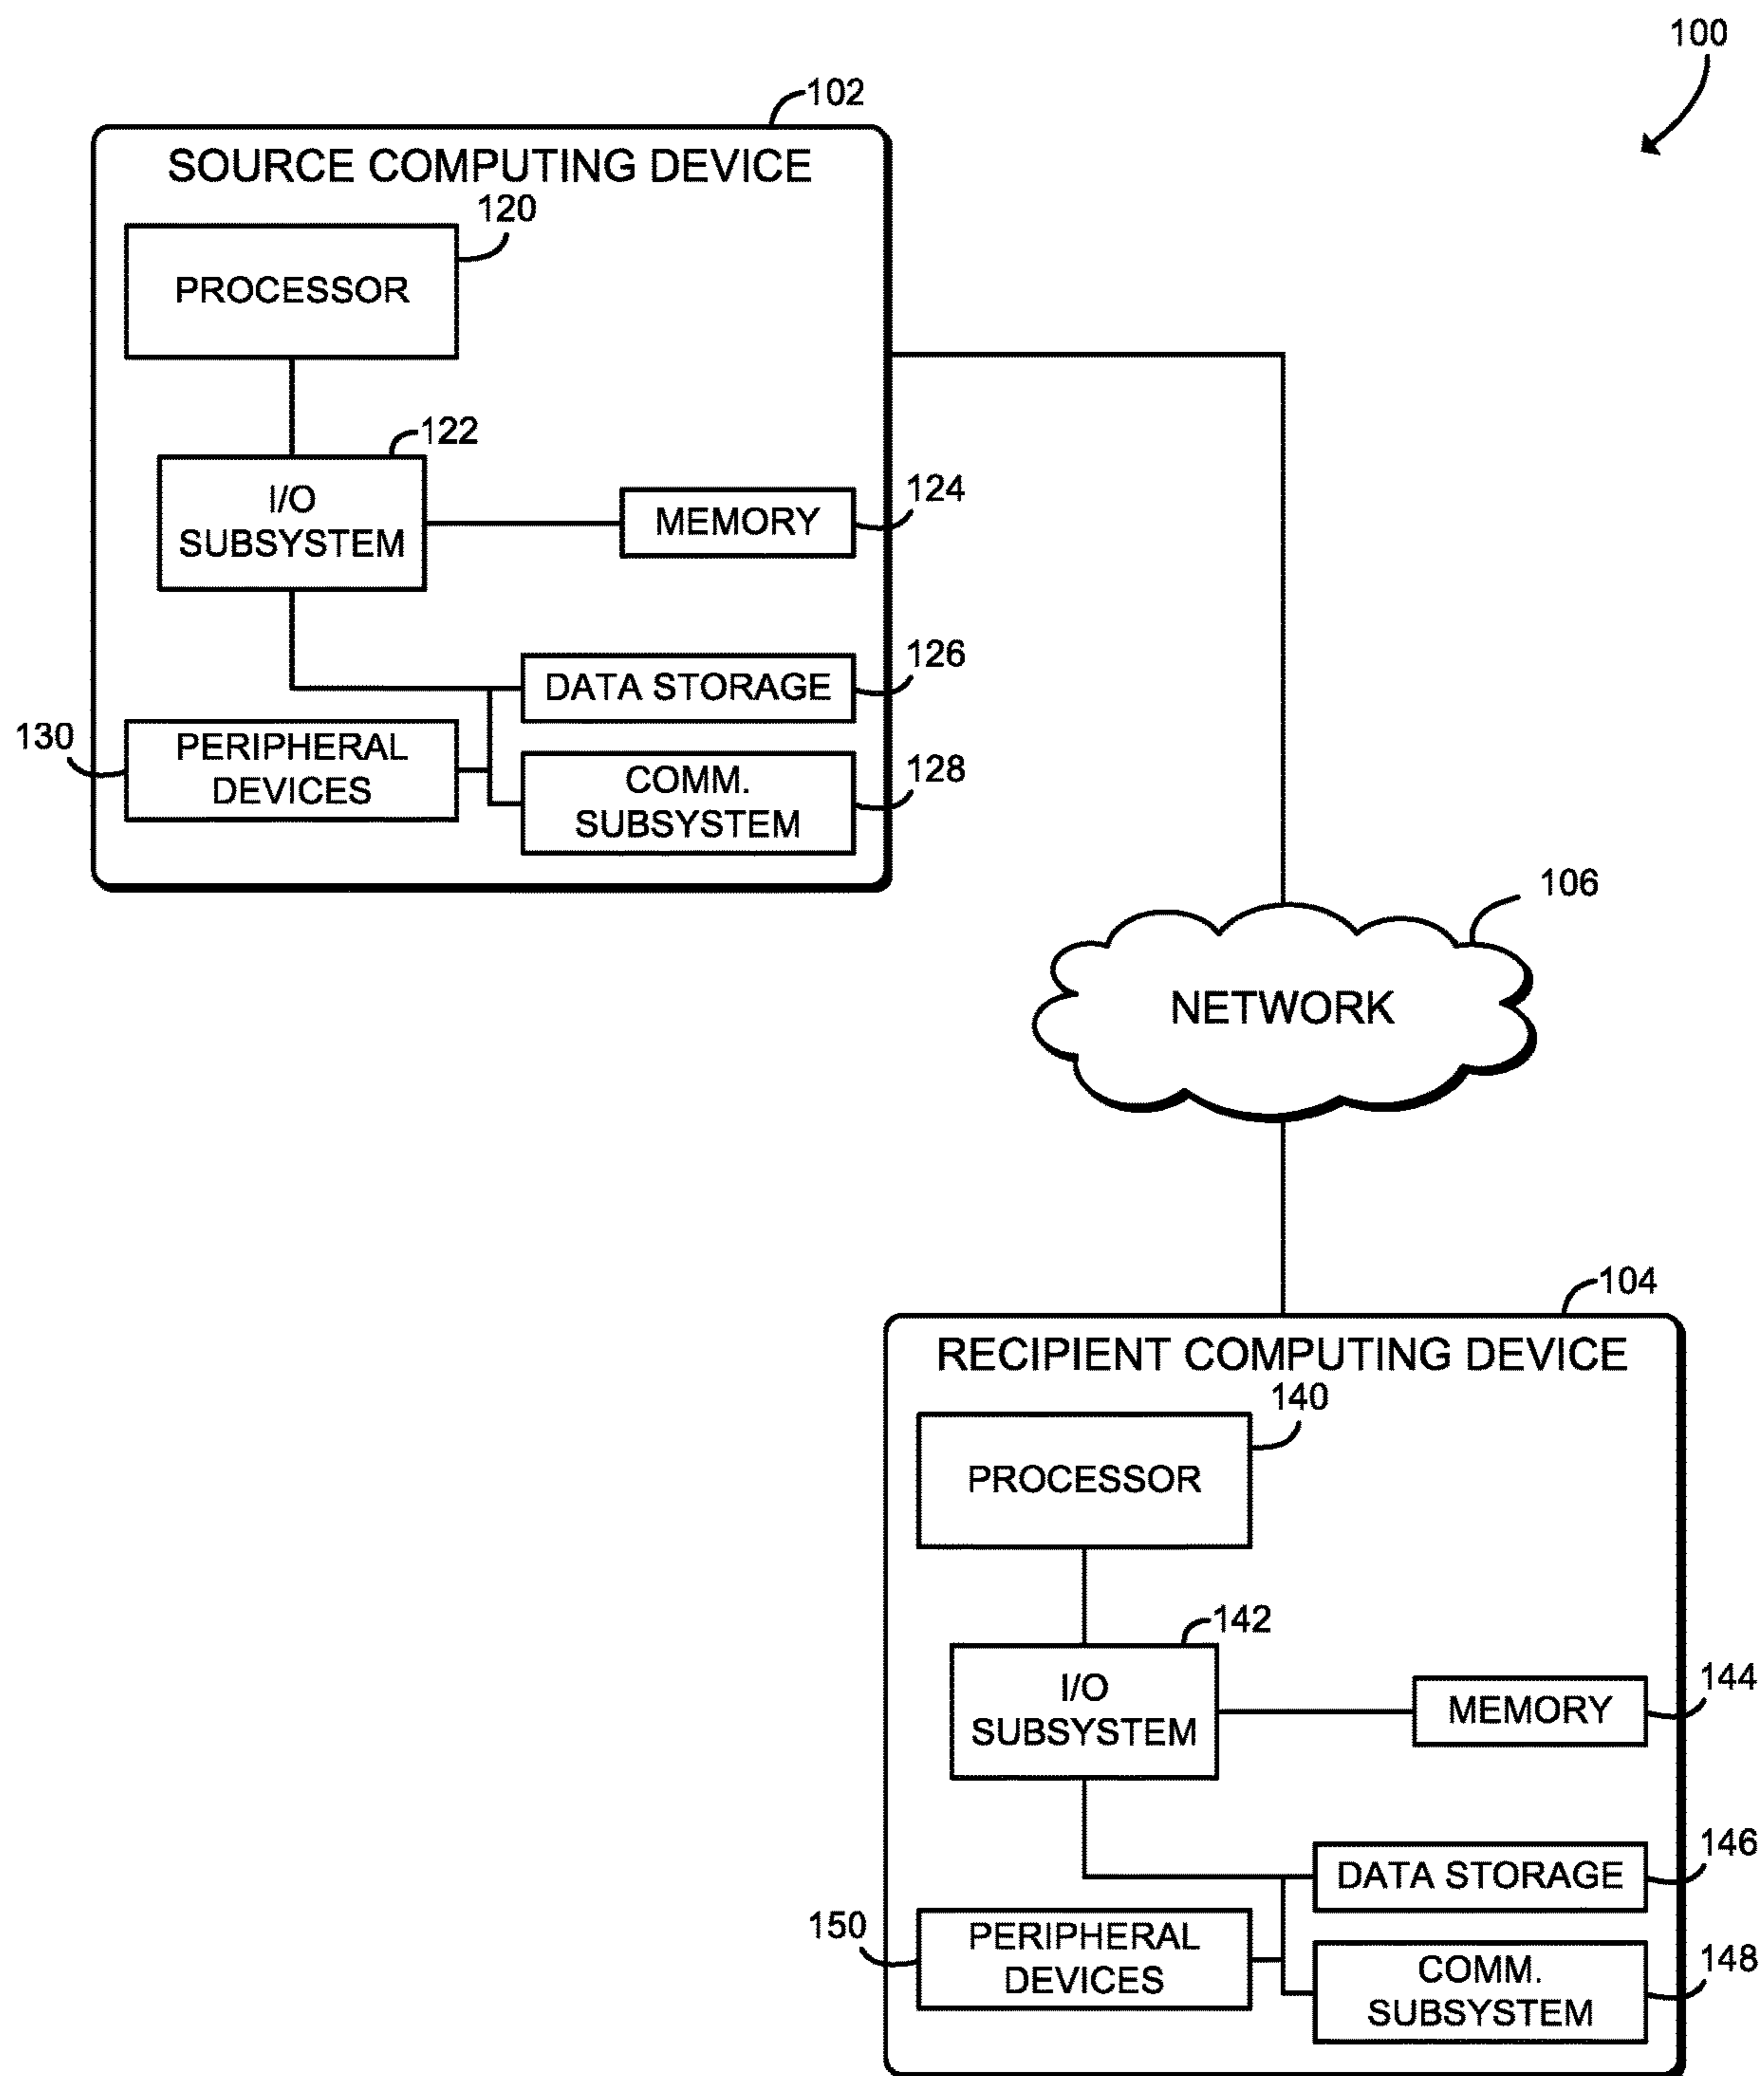 100
102
SOURCE COMPUTING DEVICE
120
PROCESSOR
122
I/O
SUBSYSTEM
124
MEMORY
126
DATA STORAGE
130
PERIPHERAL
DEVICES
128
COMM.
SUBSYSTEM
106
NETWORK
104
RECIPIENT COMPUTING DEVICE
140
PROCESSOR
142
I/O
SUBSYSTEM
144
MEMORY
146
DATA STORAGE
150
PERIPHERAL
DEVICES
148
COMM.
SUBSYSTEM